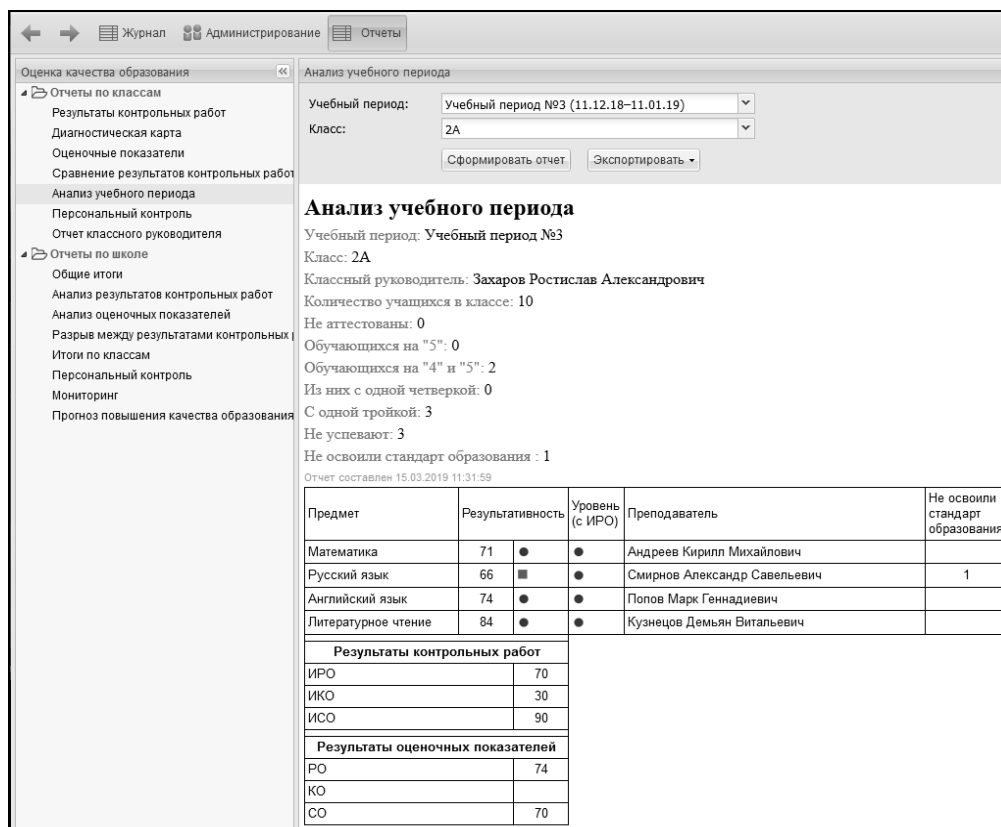 Журнал Администрирование Отчеты
Оценка качества образования
Отчеты по классам
Результаты контрольных работ
Диагностическая карта
Оценочные показатели
Сравнение результатов контрольных работ
Анализ учебного периода
Персональный контроль
Отчет классного руководителя
Отчеты по школе
Общие итоги
Анализ результатов контрольных работ
Анализ оценочных показателей
Разрыв между результатами контрольных
Итоги по классам
Персональный контроль
Мониторинг
Прогноз повышения качества образования
Анализ учебного периода
Учебный период: Учебный период №3 (11.12.18–11.01.19)
Класс: 2А
Сформировать отчет Экспортировать
Анализ учебного периода
Учебный период: Учебный период №3
Класс: 2А
Классный руководитель: Захаров Ростислав Александрович
Количество учащихся в классе: 10
Не аттестованы: 0
Обучающихся на "5": 0
Обучающихся на "4" и "5": 2
Из них с одной четверкой: 0
С одной тройкой: 3
Не успевают: 3
Не освоили стандарт образования : 1
Отчет составлен 15.03.2019 11:31:59
Предмет Результативность Уровень (с ИРО) Преподаватель Не освоили стандарт образования
Математика 71 Андреев Кирилл Михайлович
Русский язык 66 Смирнов Александр Савельевич 1
Английский язык 74 Попов Марк Геннадиевич
Литературное чтение 84 Кузнецов Демьян Витальевич
Результаты контрольных работ
ИРО 70
ИКО 30
ИСО 90
Результаты оценочных показателей
РО 74
КО
СО 70